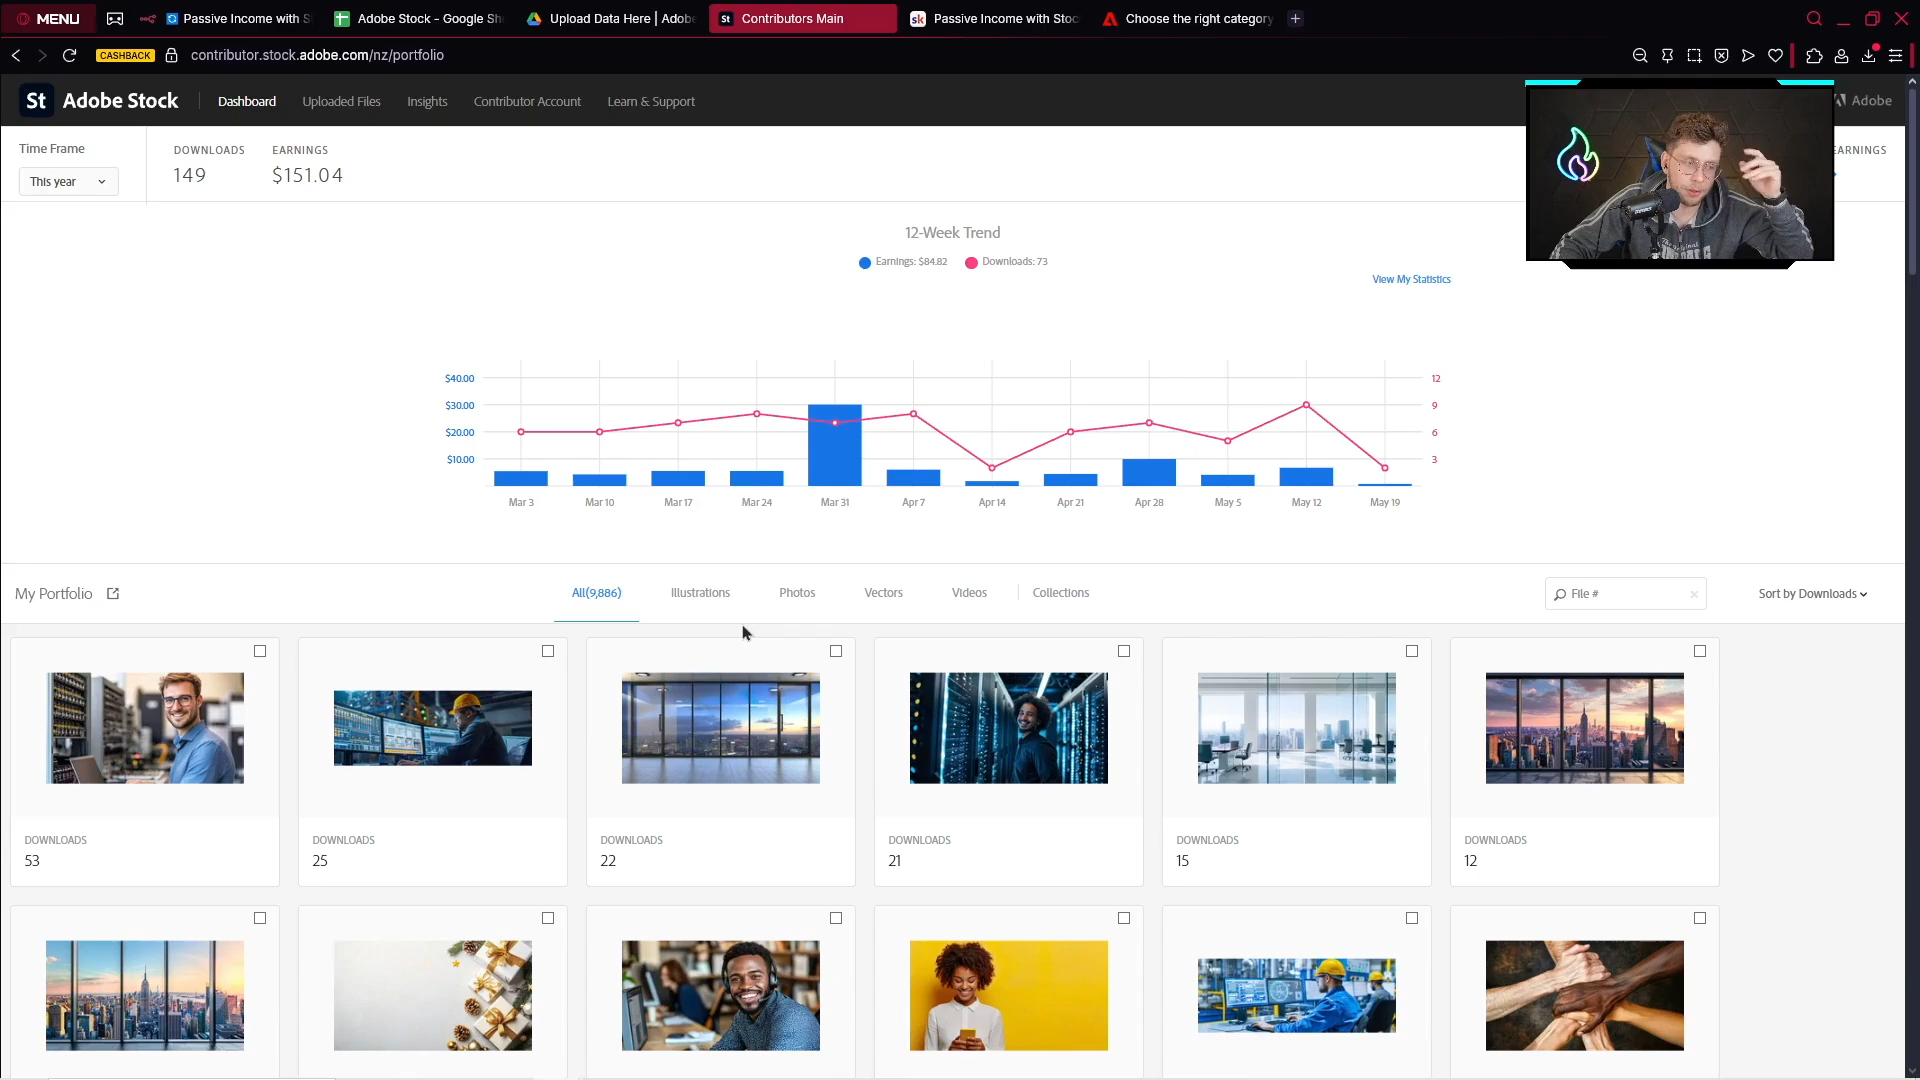 MENU
Passive Income with S
Adobe Stock - Google She
Upload Data Here | Adob
St
Contributors Main
sk
Passive Income with Stoc
Choose the right category
CASHBACK
contributor.stock.adobe.com/nz/portfolio
St
Adobe Stock
Dashboard
Uploaded Files
Insights
Contributor Account
Learn & Support
Adobe
Time Frame
This year
DOWNLOADS
149
EARNINGS
$151.04
EARNINGS
12-Week Trend
Earnings: $84.82
Downloads: 73
View My Statistics
$40.00
12
$30.00
9
$20.00
6
$10.00
3
Mar 3
Mar 10
Mar 17
Mar 24
Mar 31
Apr 7
Apr 14
Apr 21
Apr 28
May 5
May 12
May 19
My Portfolio
All(9,886)
Illustrations
Photos
Vectors
Videos
Collections
File #
Sort by Downloads
DOWNLOADS
53
DOWNLOADS
25
DOWNLOADS
22
DOWNLOADS
21
DOWNLOADS
15
DOWNLOADS
12